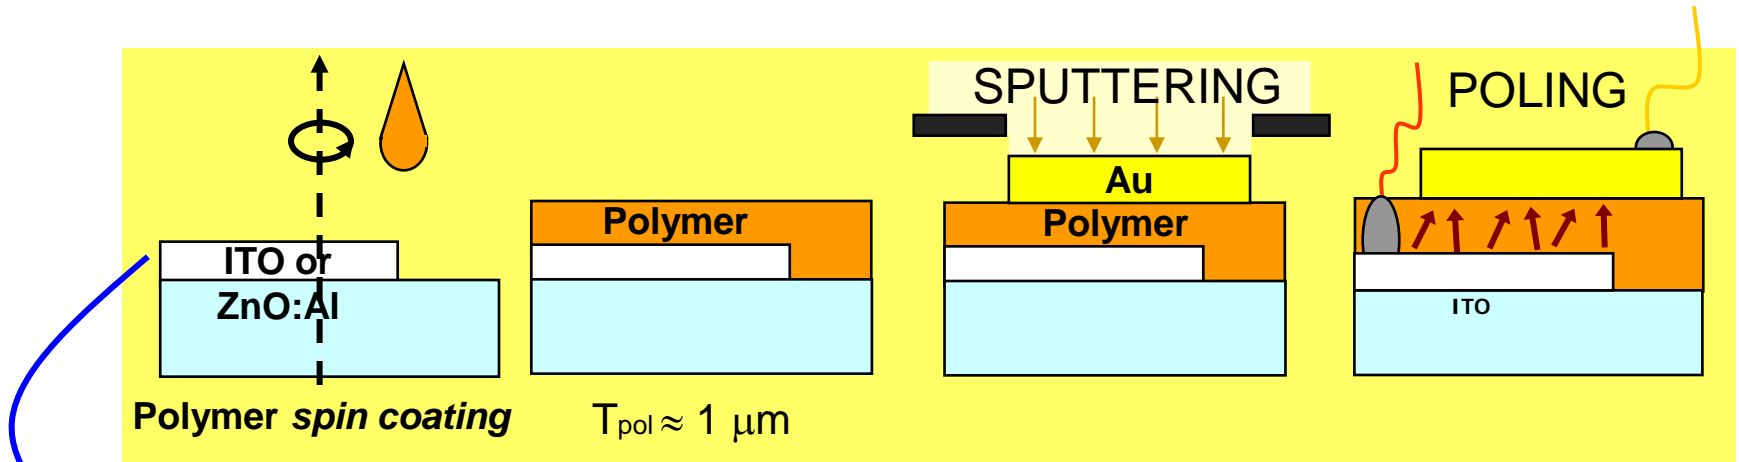 SPUTTERING
POLING
Au
Polymer
Polymer
ITO or
ZnO:Al
ITO
Polymer spin coating
Tpol ≈ 1 μm